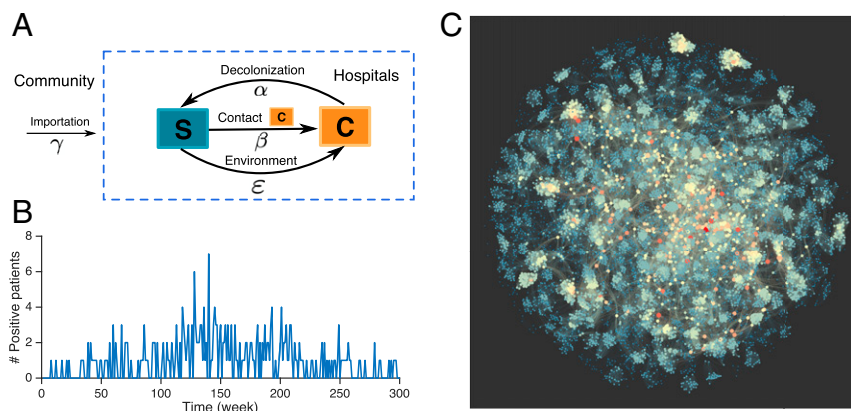 A
C
Community
Decolonization
Hospitals
α
Importation
γ
S
Contact
C
β
C
Environment
ε
B
8
6
4
2
0
# Positive patients
0
50
100
150
200
250
300
Time (week)